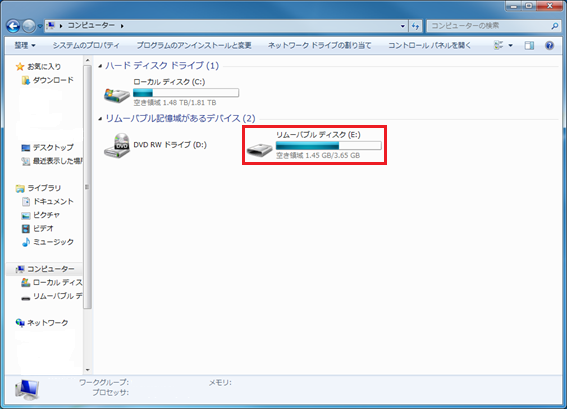 コンピューター
コンピューターの検索
整理 システムのプロパティ プログラムのアンインストールと変更 ネットワーク ドライブの割り当て コントロール パネルを開く
お気に入り
ダウンロード
デスクトップ
最近表示した場所
ライブラリ
ドキュメント
ピクチャ
ビデオ
ミュージック
コンピューター
ローカル ディス
リムーバブル デ
ネットワーク
ハード ディスク ドライブ (1)
ローカル ディスク (C:)
空き領域 1.48 TB/1.81 TB
リムーバブル記憶域があるデバイス (2)
DVD
DVD RW ドライブ (D:)
リムーバブル ディスク (E:)
空き領域 1.45 GB/3.65 GB
ワークグループ: メモリ:
プロセッサ: